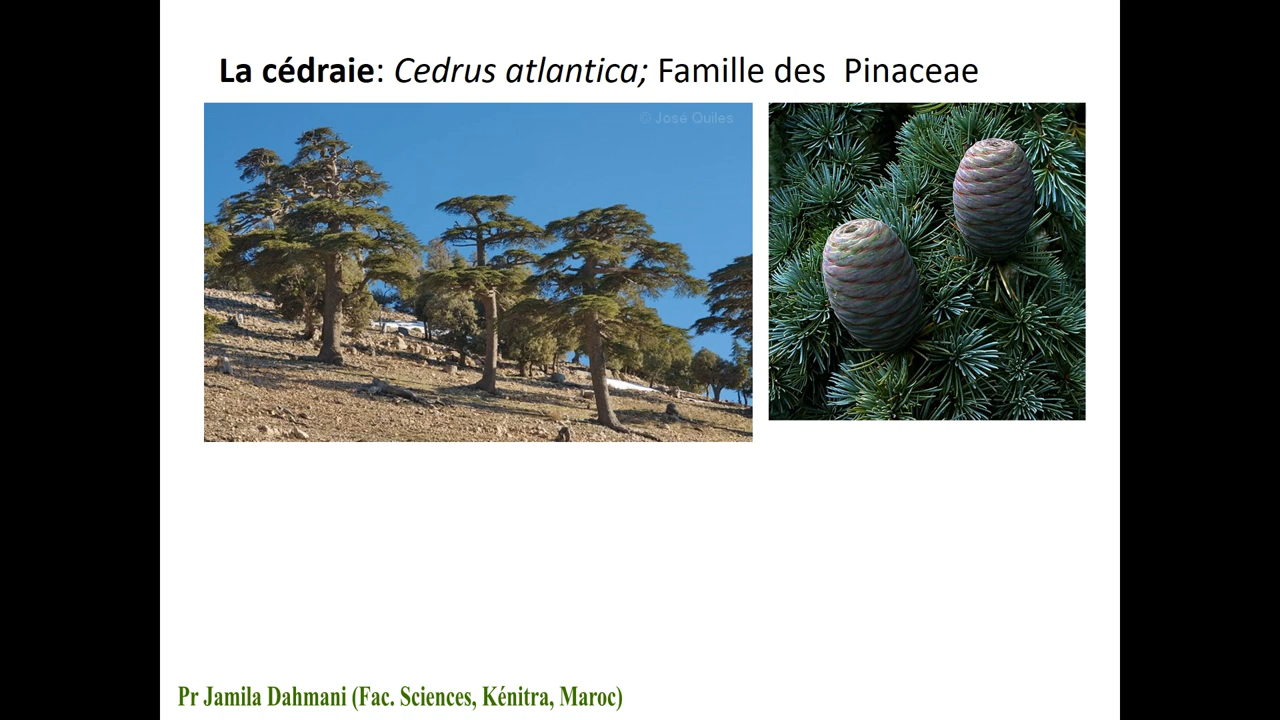 La cédraie: Cedrus atlantica; Famille des  Pinaceae
© José Quiles
Pr Jamila Dahmani (Fac. Sciences, Kénitra, Maroc)